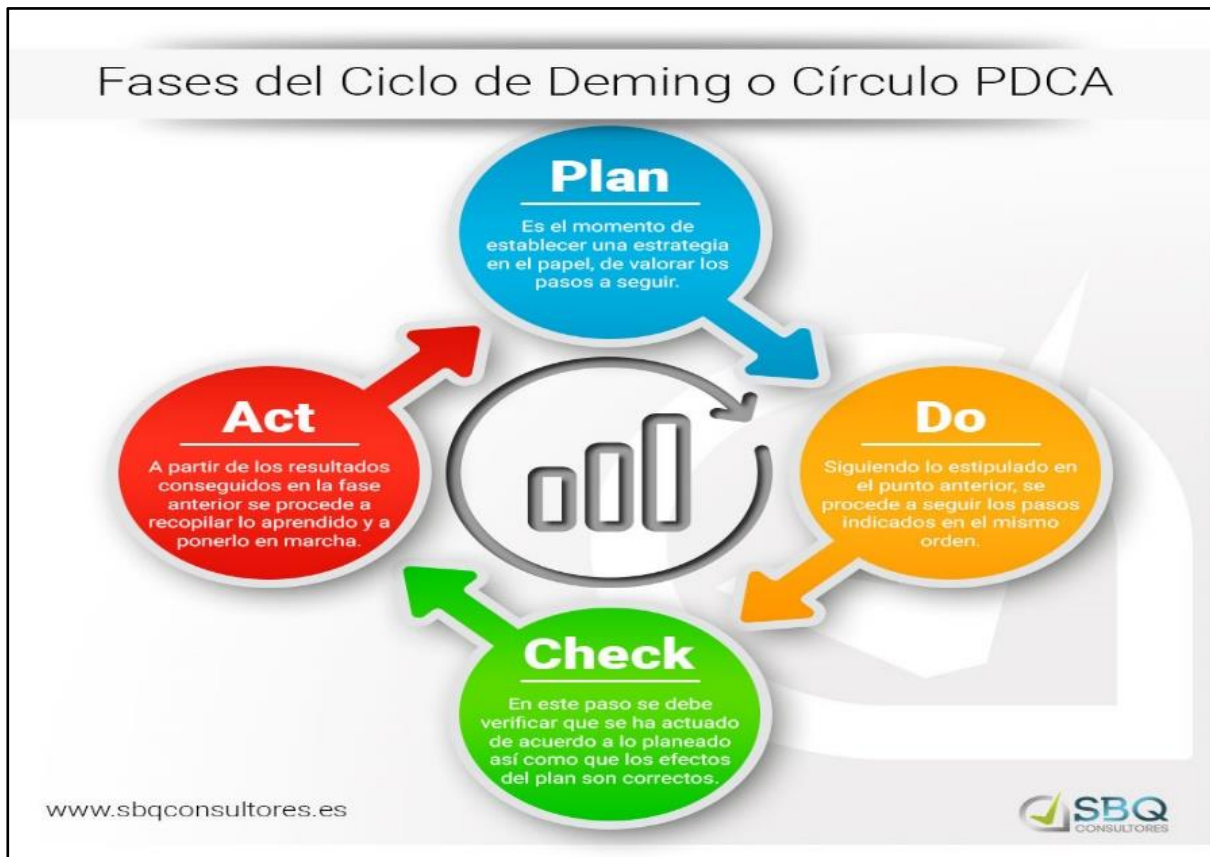 Fases del Ciclo de Deming o Círculo PDCA
Plan
Es el momento de
establecer una estrategia
en el papel, de valorar los
pasos a seguir.
Do
Siguiendo lo estipulado en
el punto anterior, se
procede a seguir los pasos
indicados en el mismo
orden.
Check
En este paso se debe
verificar que se ha actuado
de acuerdo a lo planeado
así como que los efectos
del plan son correctos.
Act
A partir de los resultados
conseguidos en la fase
anterior se procede a
recopilar lo aprendido y a
ponerlo en marcha.
www.sbqconsultores.es
SBQ
CONSULTORES